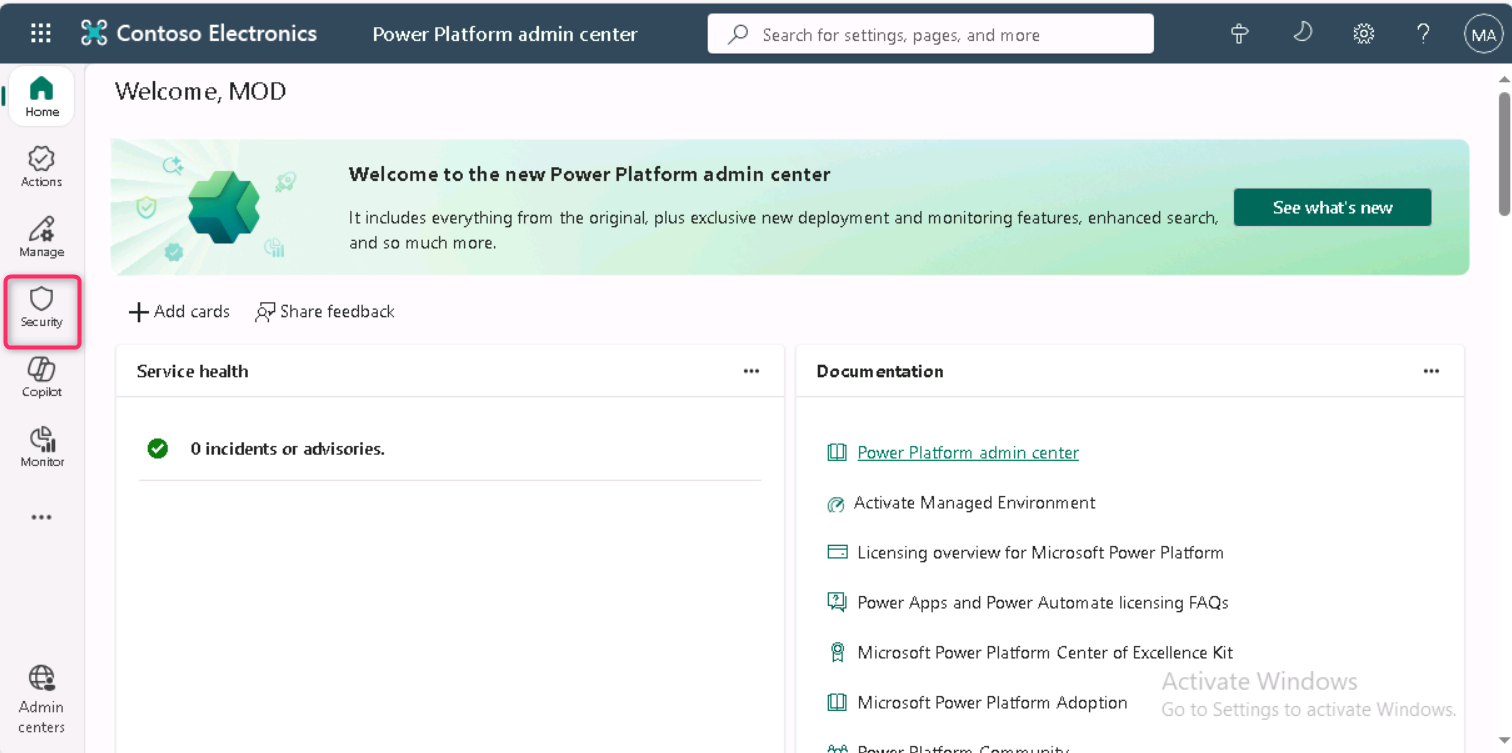 Contoso Electronics
Power Platform admin center
Search for settings, pages, and more
MA
Home
Actions
Manage
Security
Copilot
Monitor
Admin
centers
Welcome, MOD
Welcome to the new Power Platform admin center
It includes everything from the original, plus exclusive new deployment and monitoring features, enhanced search,
and so much more.
See what's new
Add cards
Share feedback
Service health
0 incidents or advisories.
Documentation
Power Platform admin center
Activate Managed Environment
Licensing overview for Microsoft Power Platform
Power Apps and Power Automate licensing FAQs
Microsoft Power Platform Center of Excellence Kit
Microsoft Power Platform Adoption
Power Platform Community
Activate Windows
Go to Settings to activate Windows.